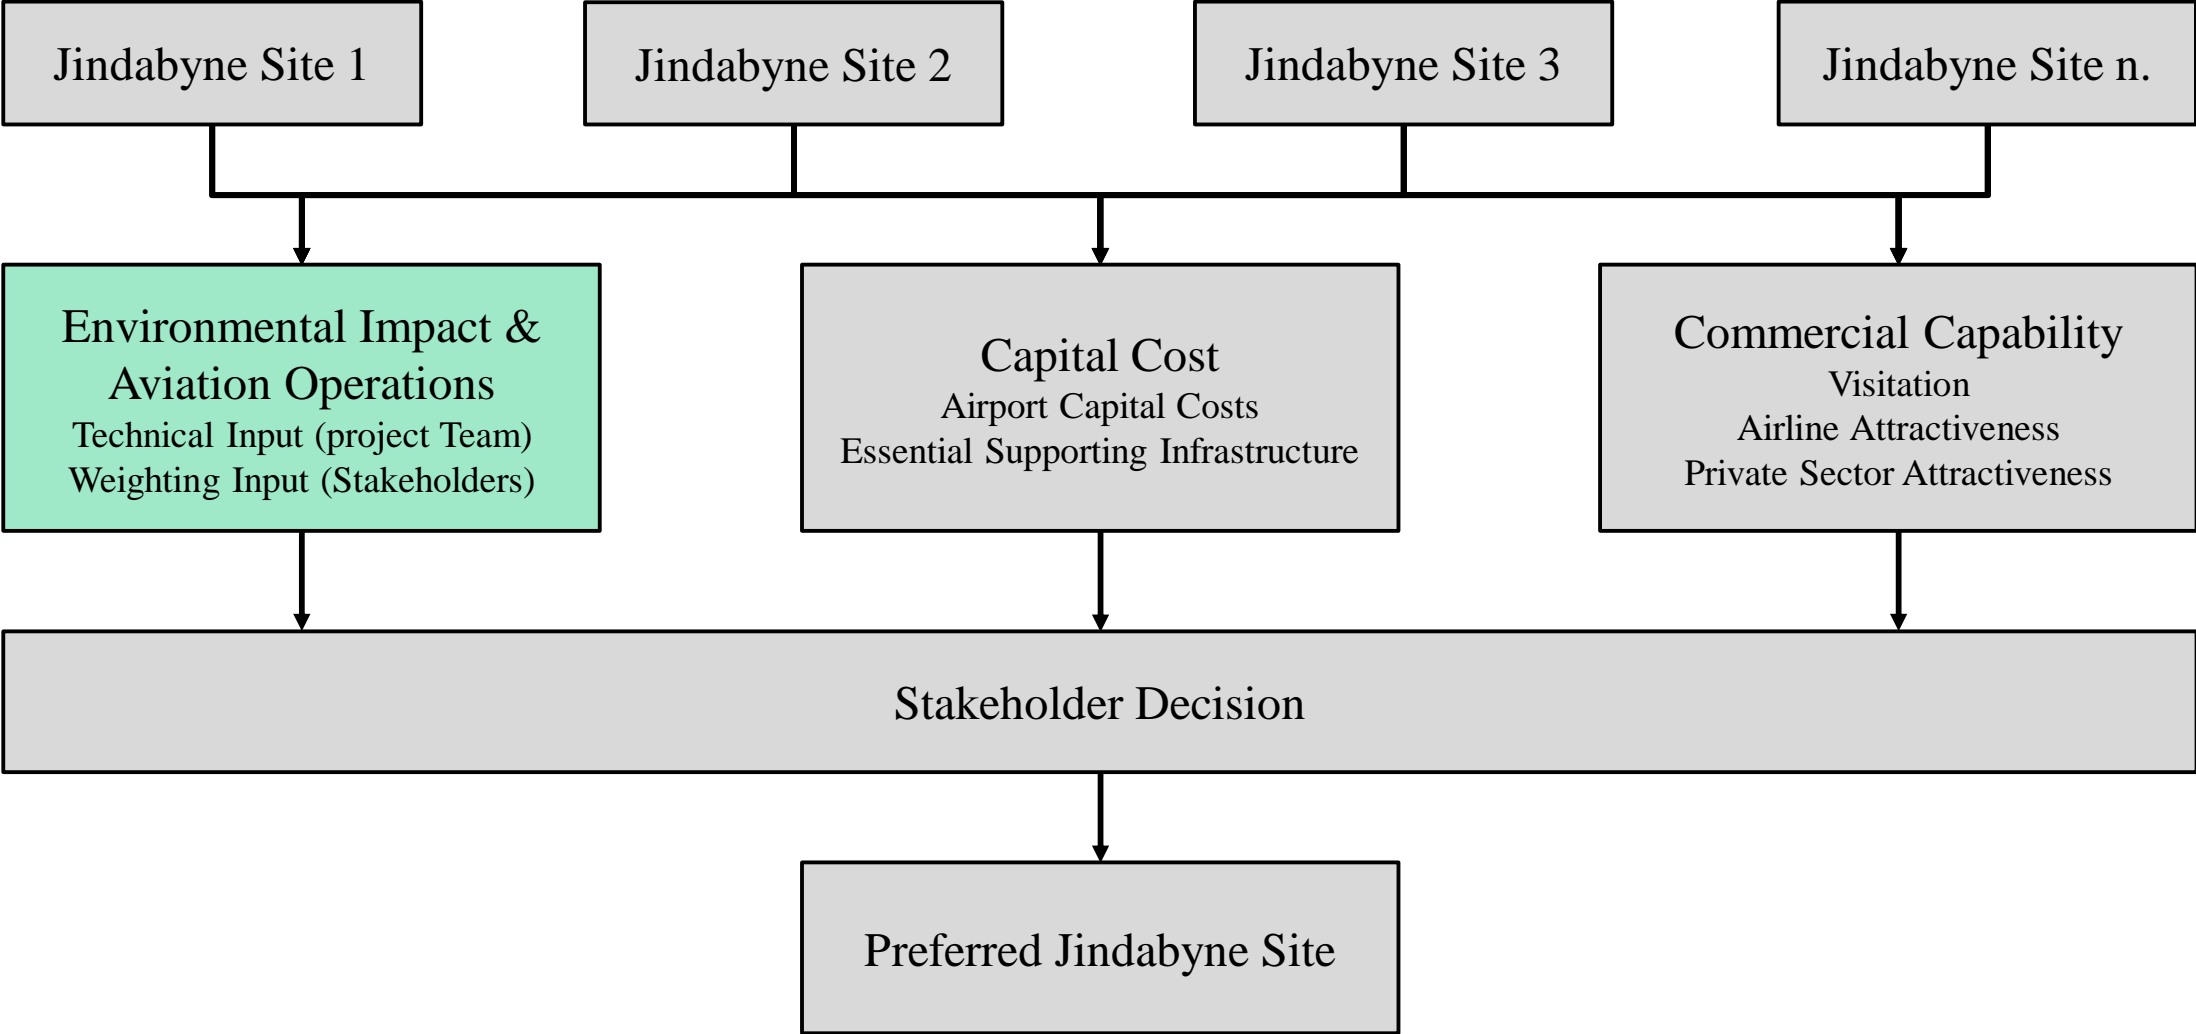 Jindabyne Site 1
Jindabyne Site 2
Jindabyne Site 3
Jindabyne Site n.
Environmental Impact &
Aviation Operations
Technical Input (project Team)
Weighting Input (Stakeholders)
Capital Cost
Airport Capital Costs
Essential Supporting Infrastructure
Commercial Capability
Visitation
Airline Attractiveness
Private Sector Attractiveness
Stakeholder Decision
Preferred Jindabyne Site